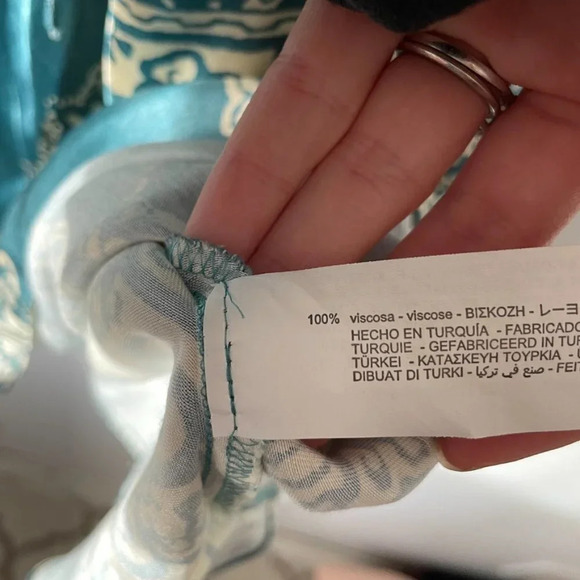 100% viscosa - viscose - ΒΙΣΚΟΖΗ - レーヨ
HECHO EN TURQUÍA - FABRICADO
TURQUIE - GEFABRICEERD IN TUR
TÜRKEI - ΚΑΤΑΣΚΕΥΗ ΤΟΥΡΚΙΑ -
DIBUAT DI TURKI - صنع في تركيا - FEIT